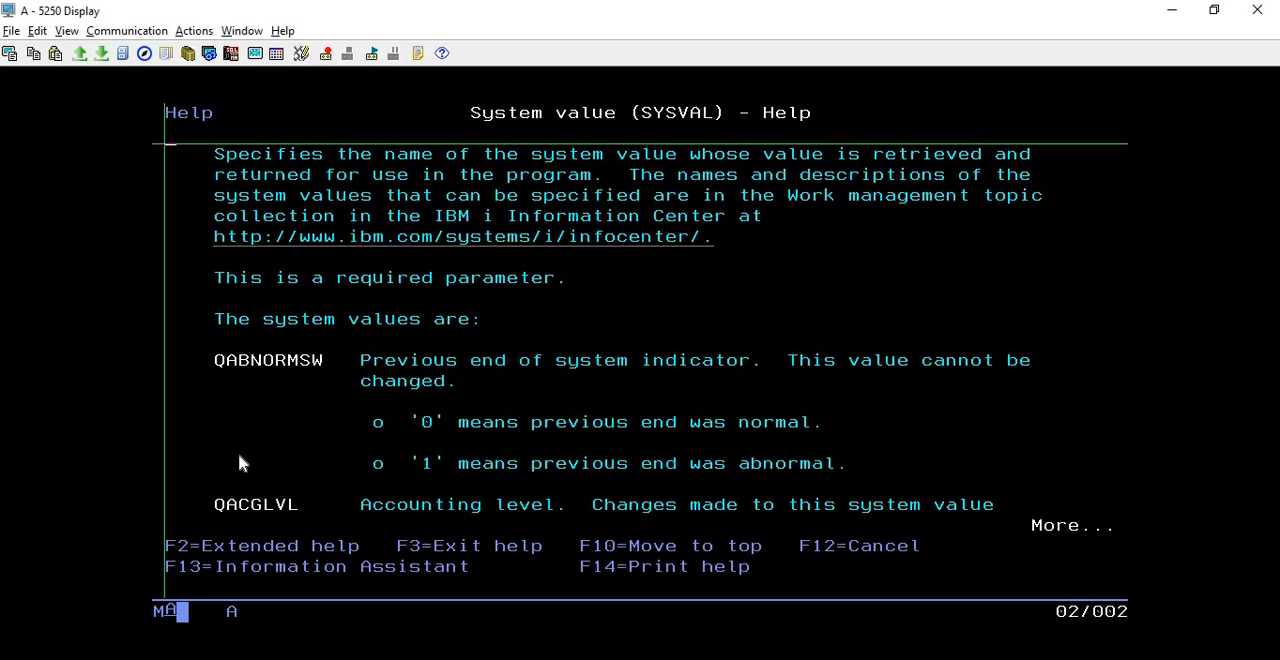 A - 5250 Display
File Edit View Communication Actions Window Help
Help System value (SYSVAL) - Help
Specifies the name of the system value whose value is retrieved and
returned for use in the program. The names and descriptions of the
system values that can be specified are in the Work management topic
collection in the IBM i Information Center at
http://www.ibm.com/systems/i/infocenter/.
This is a required parameter.
The system values are:
QABNORMSW Previous end of system indicator. This value cannot be
changed.
o '0' means previous end was normal.
o '1' means previous end was abnormal.
QACGLVL Accounting level. Changes made to this system value
More...
F2=Extended help F3=Exit help F10=Move to top F12=Cancel
F13=Information Assistant F14=Print help
MA A 02/002